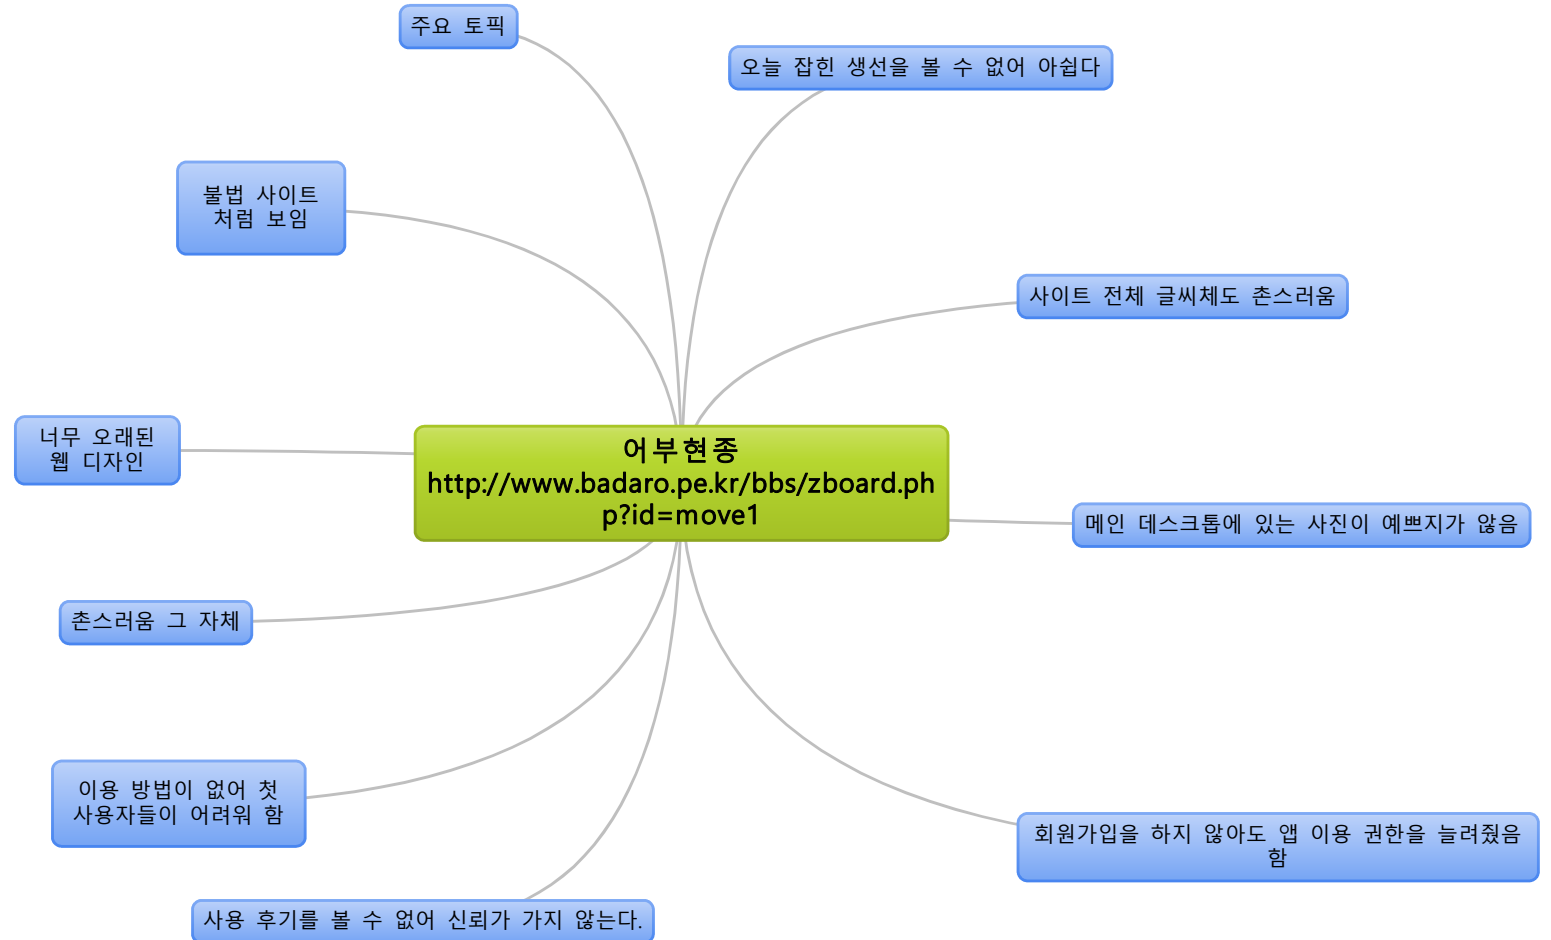 주요 토픽
오늘 잡힌 생선을 볼 수 없어 아쉽다
불법 사이트
처럼 보임
사이트 전체 글씨체도 촌스러움
너무 오래된
웹 디자인
어부현종
http://www.badaro.pe.kr/bbs/zboard.ph
p?id=move1
메인 데스크톱에 있는 사진이 예쁘지가 않음
촌스러움 그 자체
이용 방법이 없어 첫
사용자들이 어려워 함
회원가입을 하지 않아도 앱 이용 권한을 늘려줬음
함
사용 후기를 볼 수 없어 신뢰가 가지 않는다.